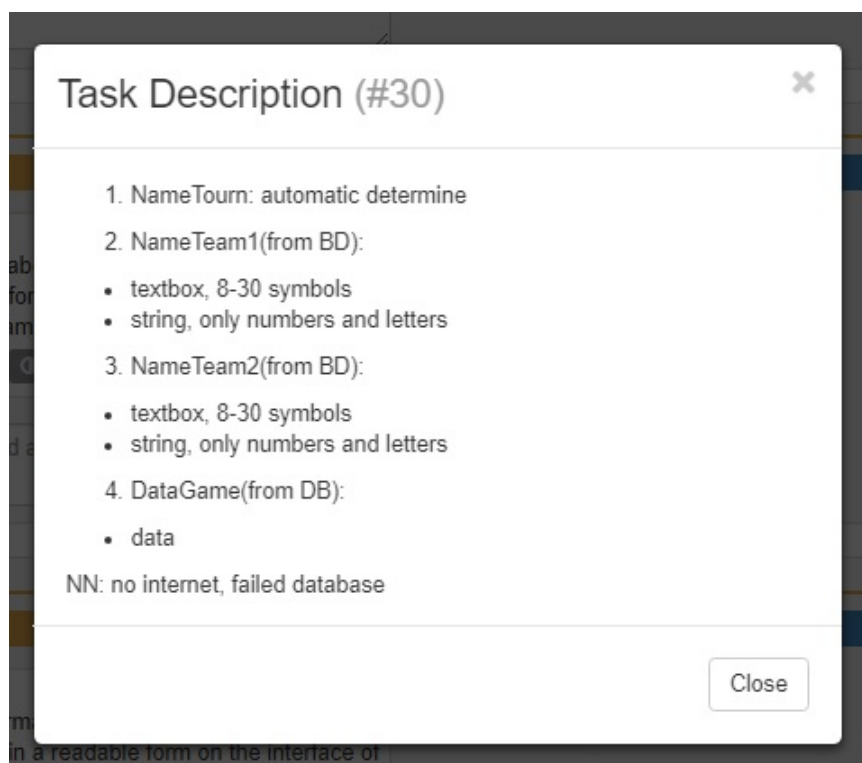 Task Description (#30)
×
1. NameTourn: automatic determine
2. NameTeam1(from BD):
• textbox, 8-30 symbols
• string, only numbers and letters
3. NameTeam2(from BD):
• textbox, 8-30 symbols
• string, only numbers and letters
4. DataGame(from DB):
• data
NN: no internet, failed database
Close
in a readable form on the interface of